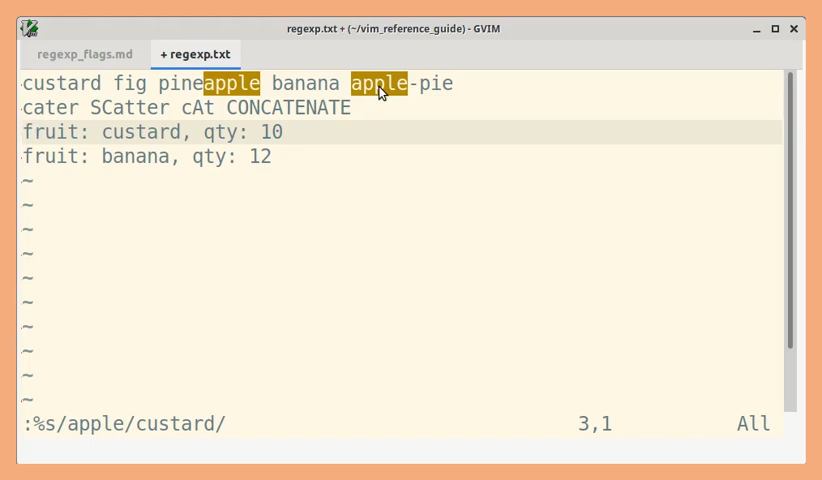 regexp.txt + (~/vim_reference_guide) - GVIM
regexp_flags.md + regexp.txt
custard fig pineapple banana apple-pie
cater SCatter cAt CONCATENATE
fruit: custard, qty: 10
fruit: banana, qty: 12
~
~
~
~
~
~
~
~
~
~
:%s/apple/custard/ 3,1 All